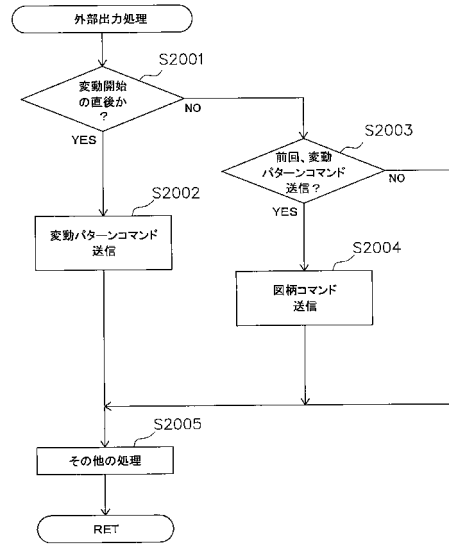 外部出力処理
S2001
変動開始
の直後か
?
NO
YES
S2003
前回、変動
パターンコマンド
送信?
NO
YES
S2002
変動パターンコマンド
送信
S2004
図柄コマンド
送信
S2005
その他の処理
RET